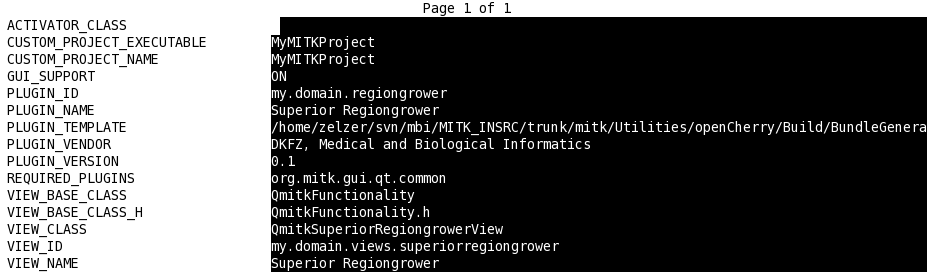 Page 1 of 1
ACTIVATOR_CLASS
CUSTOM_PROJECT_EXECUTABLE MyMITKProject
CUSTOM_PROJECT_NAME MyMITKProject
GUI_SUPPORT ON
PLUGIN_ID my.domain.regiongrower
PLUGIN_NAME Superior Regiongrower
PLUGIN_TEMPLATE /home/zelzer/svn/mbi/MITK_INSRC/trunk/mitk/Utilities/openCherry/Build/BundleGenera
PLUGIN_VENDOR DKFZ, Medical and Biological Informatics
PLUGIN_VERSION 0.1
REQUIRED_PLUGINS org.mitk.gui.qt.common
VIEW_BASE_CLASS QmitkFunctionality
VIEW_BASE_CLASS_H QmitkFunctionality.h
VIEW_CLASS QmitkSuperiorRegiongrowerView
VIEW_ID my.domain.views.superiorregiongrower
VIEW_NAME Superior Regiongrower